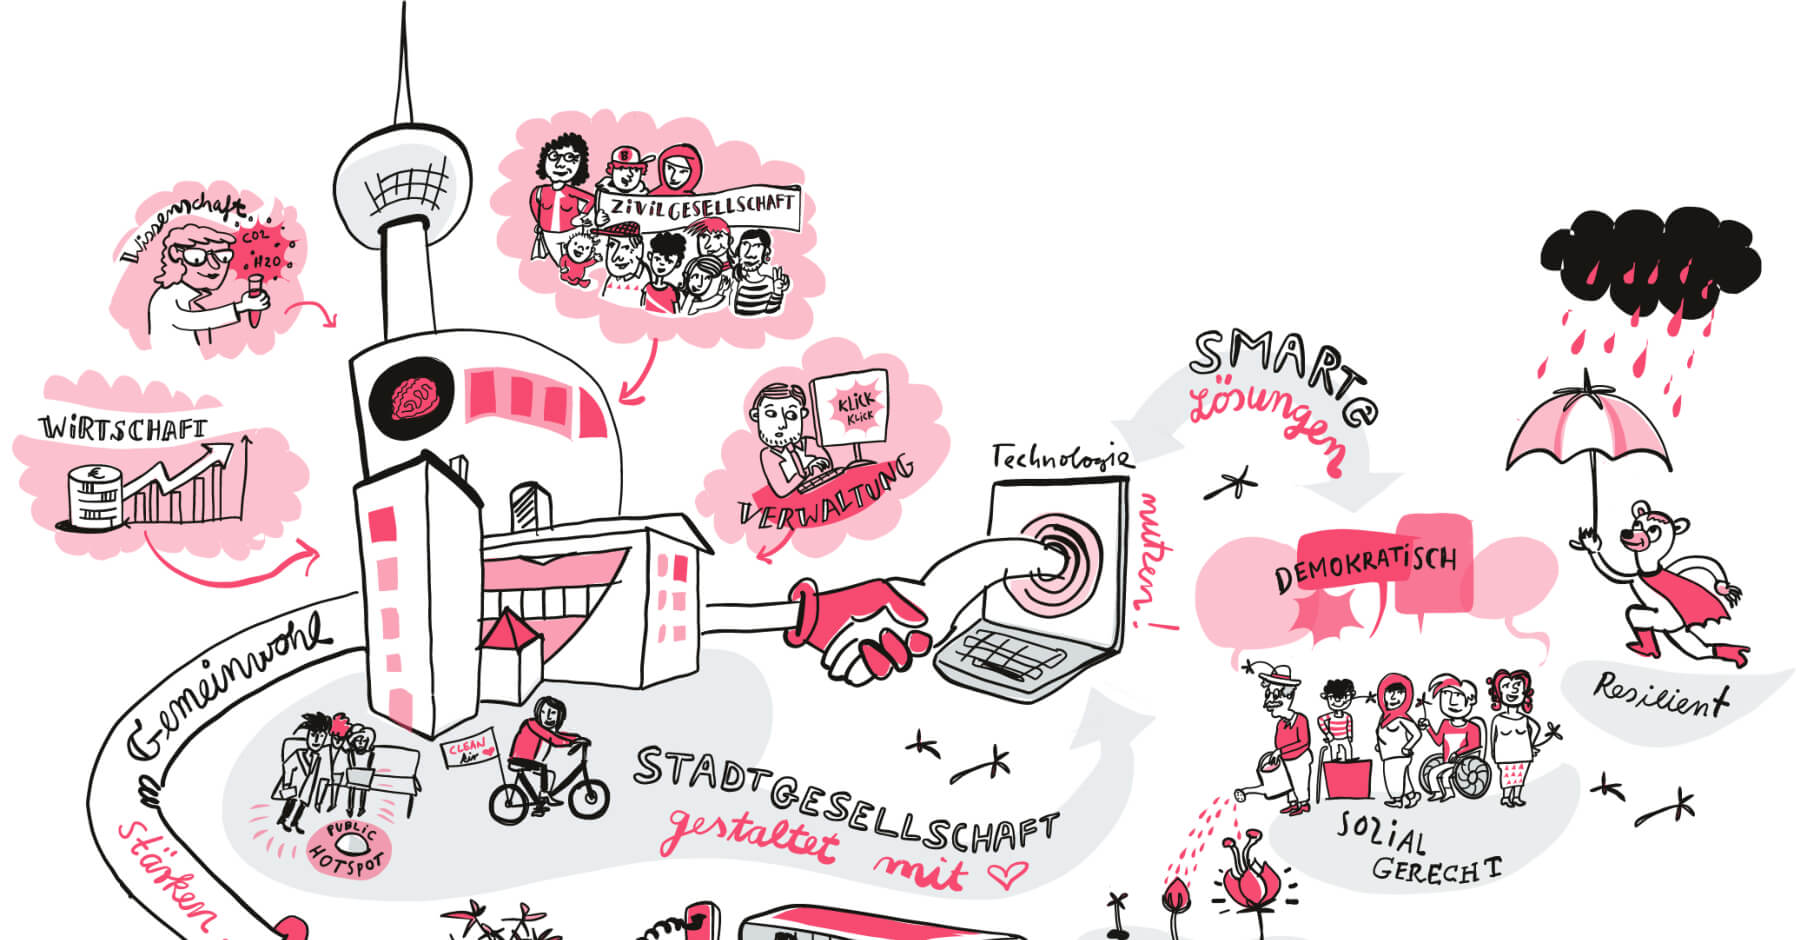 Wissenschaft
CO2
H2O
B
ZIVILGESELLSCHAFT
WIRTSCHAFT
€
KLICK
KLICK
VERWALTUNG
Technologie
nutzen!
SMARTE
Lösungen
DEMOKRATISCH
Resilient
Gemeinwohl
stärken
CLEAN
kin
PUBLIC
HOTSPOT
STADTGESELLSCHAFT
gestaltet mit
SOZIAL
GERECHT